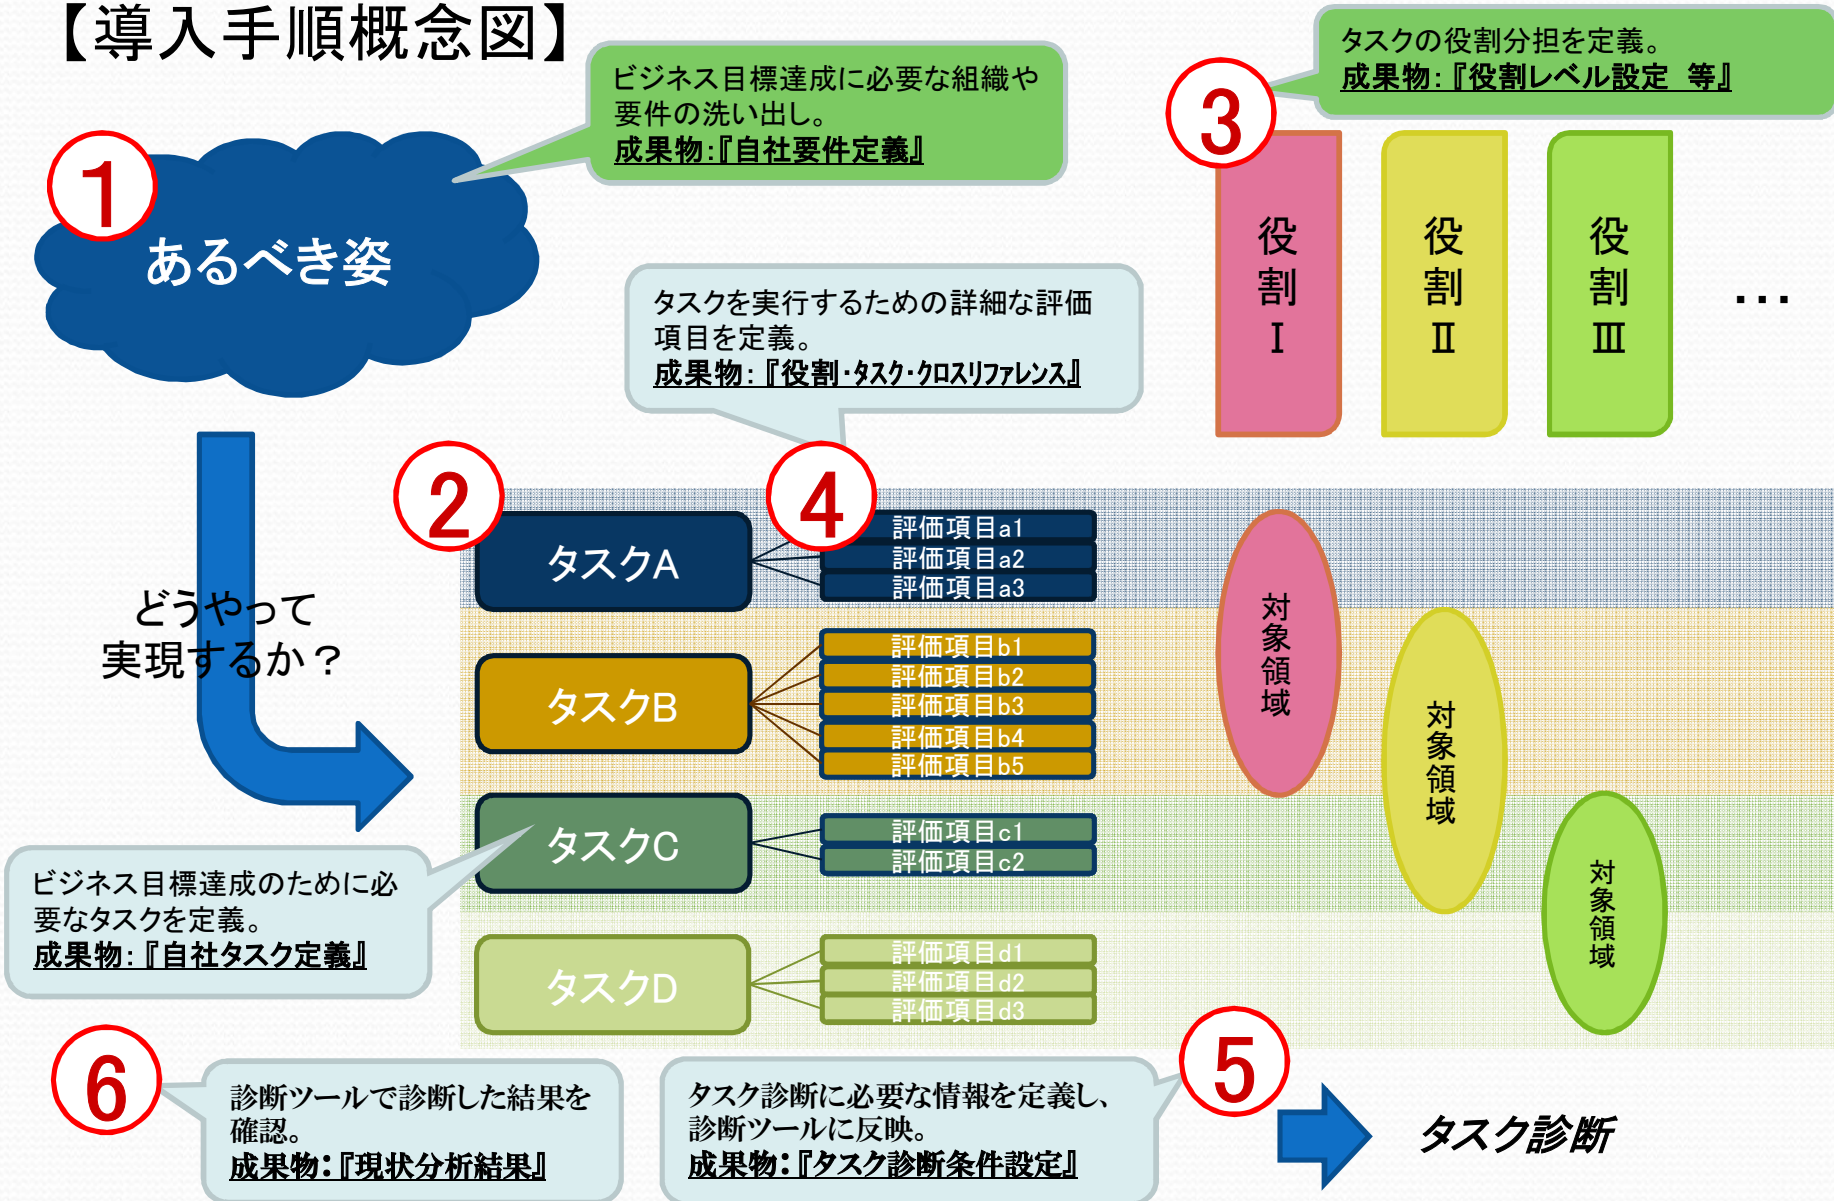 【導入手順概念図】
ビジネス目標達成に必要な組織や
要件の洗い出し。
成果物:『自社要件定義』
タスクの役割分担を定義。
成果物:『役割レベル設定　等』
1
あるべき姿
3
役割Ⅰ
役割Ⅱ
役割Ⅲ
…
タスクを実行するための詳細な評価
項目を定義。
成果物:『役割・タスク・クロスリファレンス』
どうやって
実現するか？
2
4
タスクA
評価項目a1
評価項目a2
評価項目a3
タスクB
評価項目b1
評価項目b2
評価項目b3
評価項目b4
評価項目b5
タスクC
評価項目c1
評価項目c2
タスクD
評価項目d1
評価項目d2
評価項目d3
対象領域
対象領域
対象領域
ビジネス目標達成のために必
要なタスクを定義。
成果物:『自社タスク定義』
6
診断ツールで診断した結果を
確認。
成果物:『現状分析結果』
タスク診断に必要な情報を定義し、
診断ツールに反映。
成果物:『タスク診断条件設定』
5
タスク診断